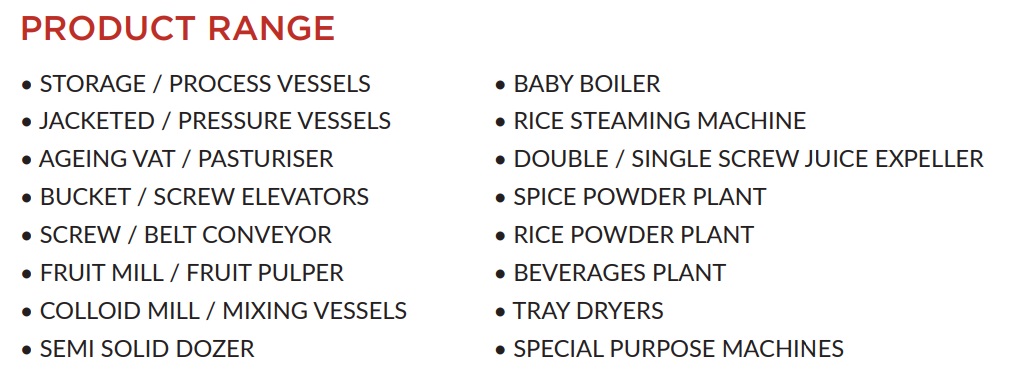 PRODUCT RANGE
• STORAGE / PROCESS VESSELS
• JACKETED / PRESSURE VESSELS
• AGEING VAT / PASTURISER
• BUCKET / SCREW ELEVATORS
• SCREW / BELT CONVEYOR
• FRUIT MILL / FRUIT PULPER
• COLLOID MILL / MIXING VESSELS
• SEMI SOLID DOZER
• BABY BOILER
• RICE STEAMING MACHINE
• DOUBLE / SINGLE SCREW JUICE EXPELLER
• SPICE POWDER PLANT
• RICE POWDER PLANT
• BEVERAGES PLANT
• TRAY DRYERS
• SPECIAL PURPOSE MACHINES